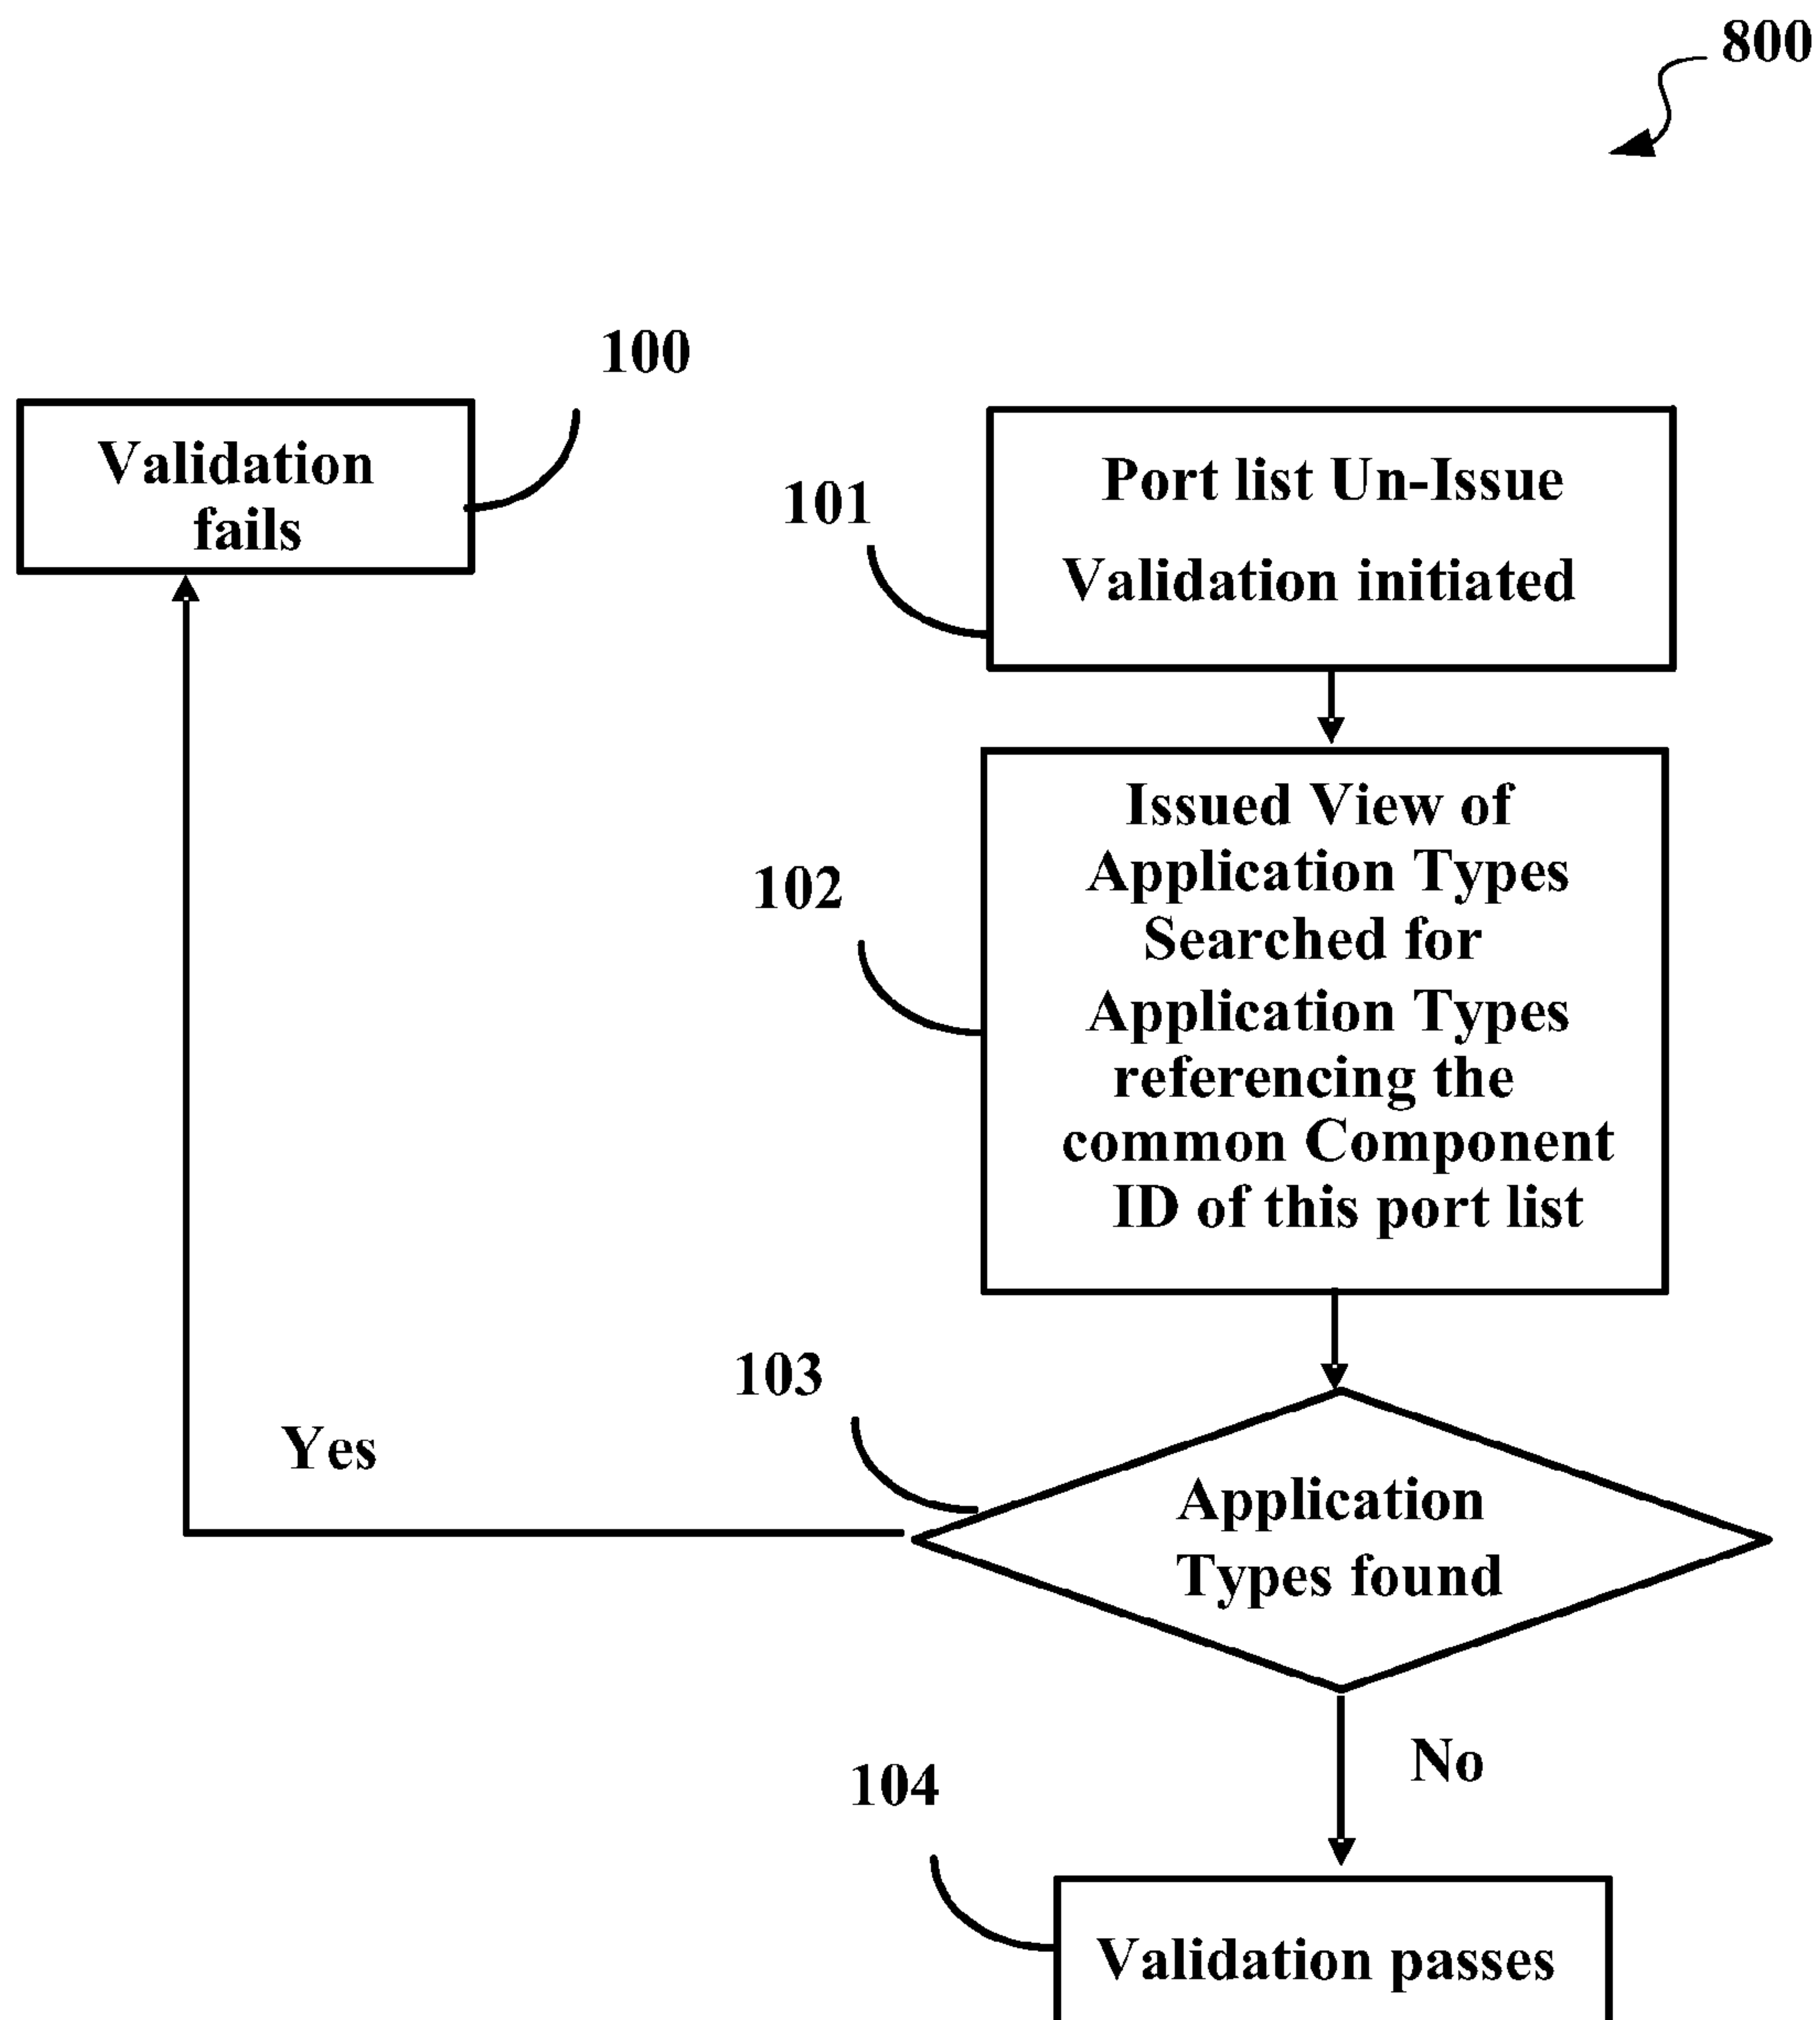 800
100
Validation
fails
101
Port list Un-Issue
Validation initiated
102
Issued View of
Application Types
Searched for
Application Types
referencing the
common Component
ID of this port list
103
Yes
Application
Types found
No
104
Validation passes